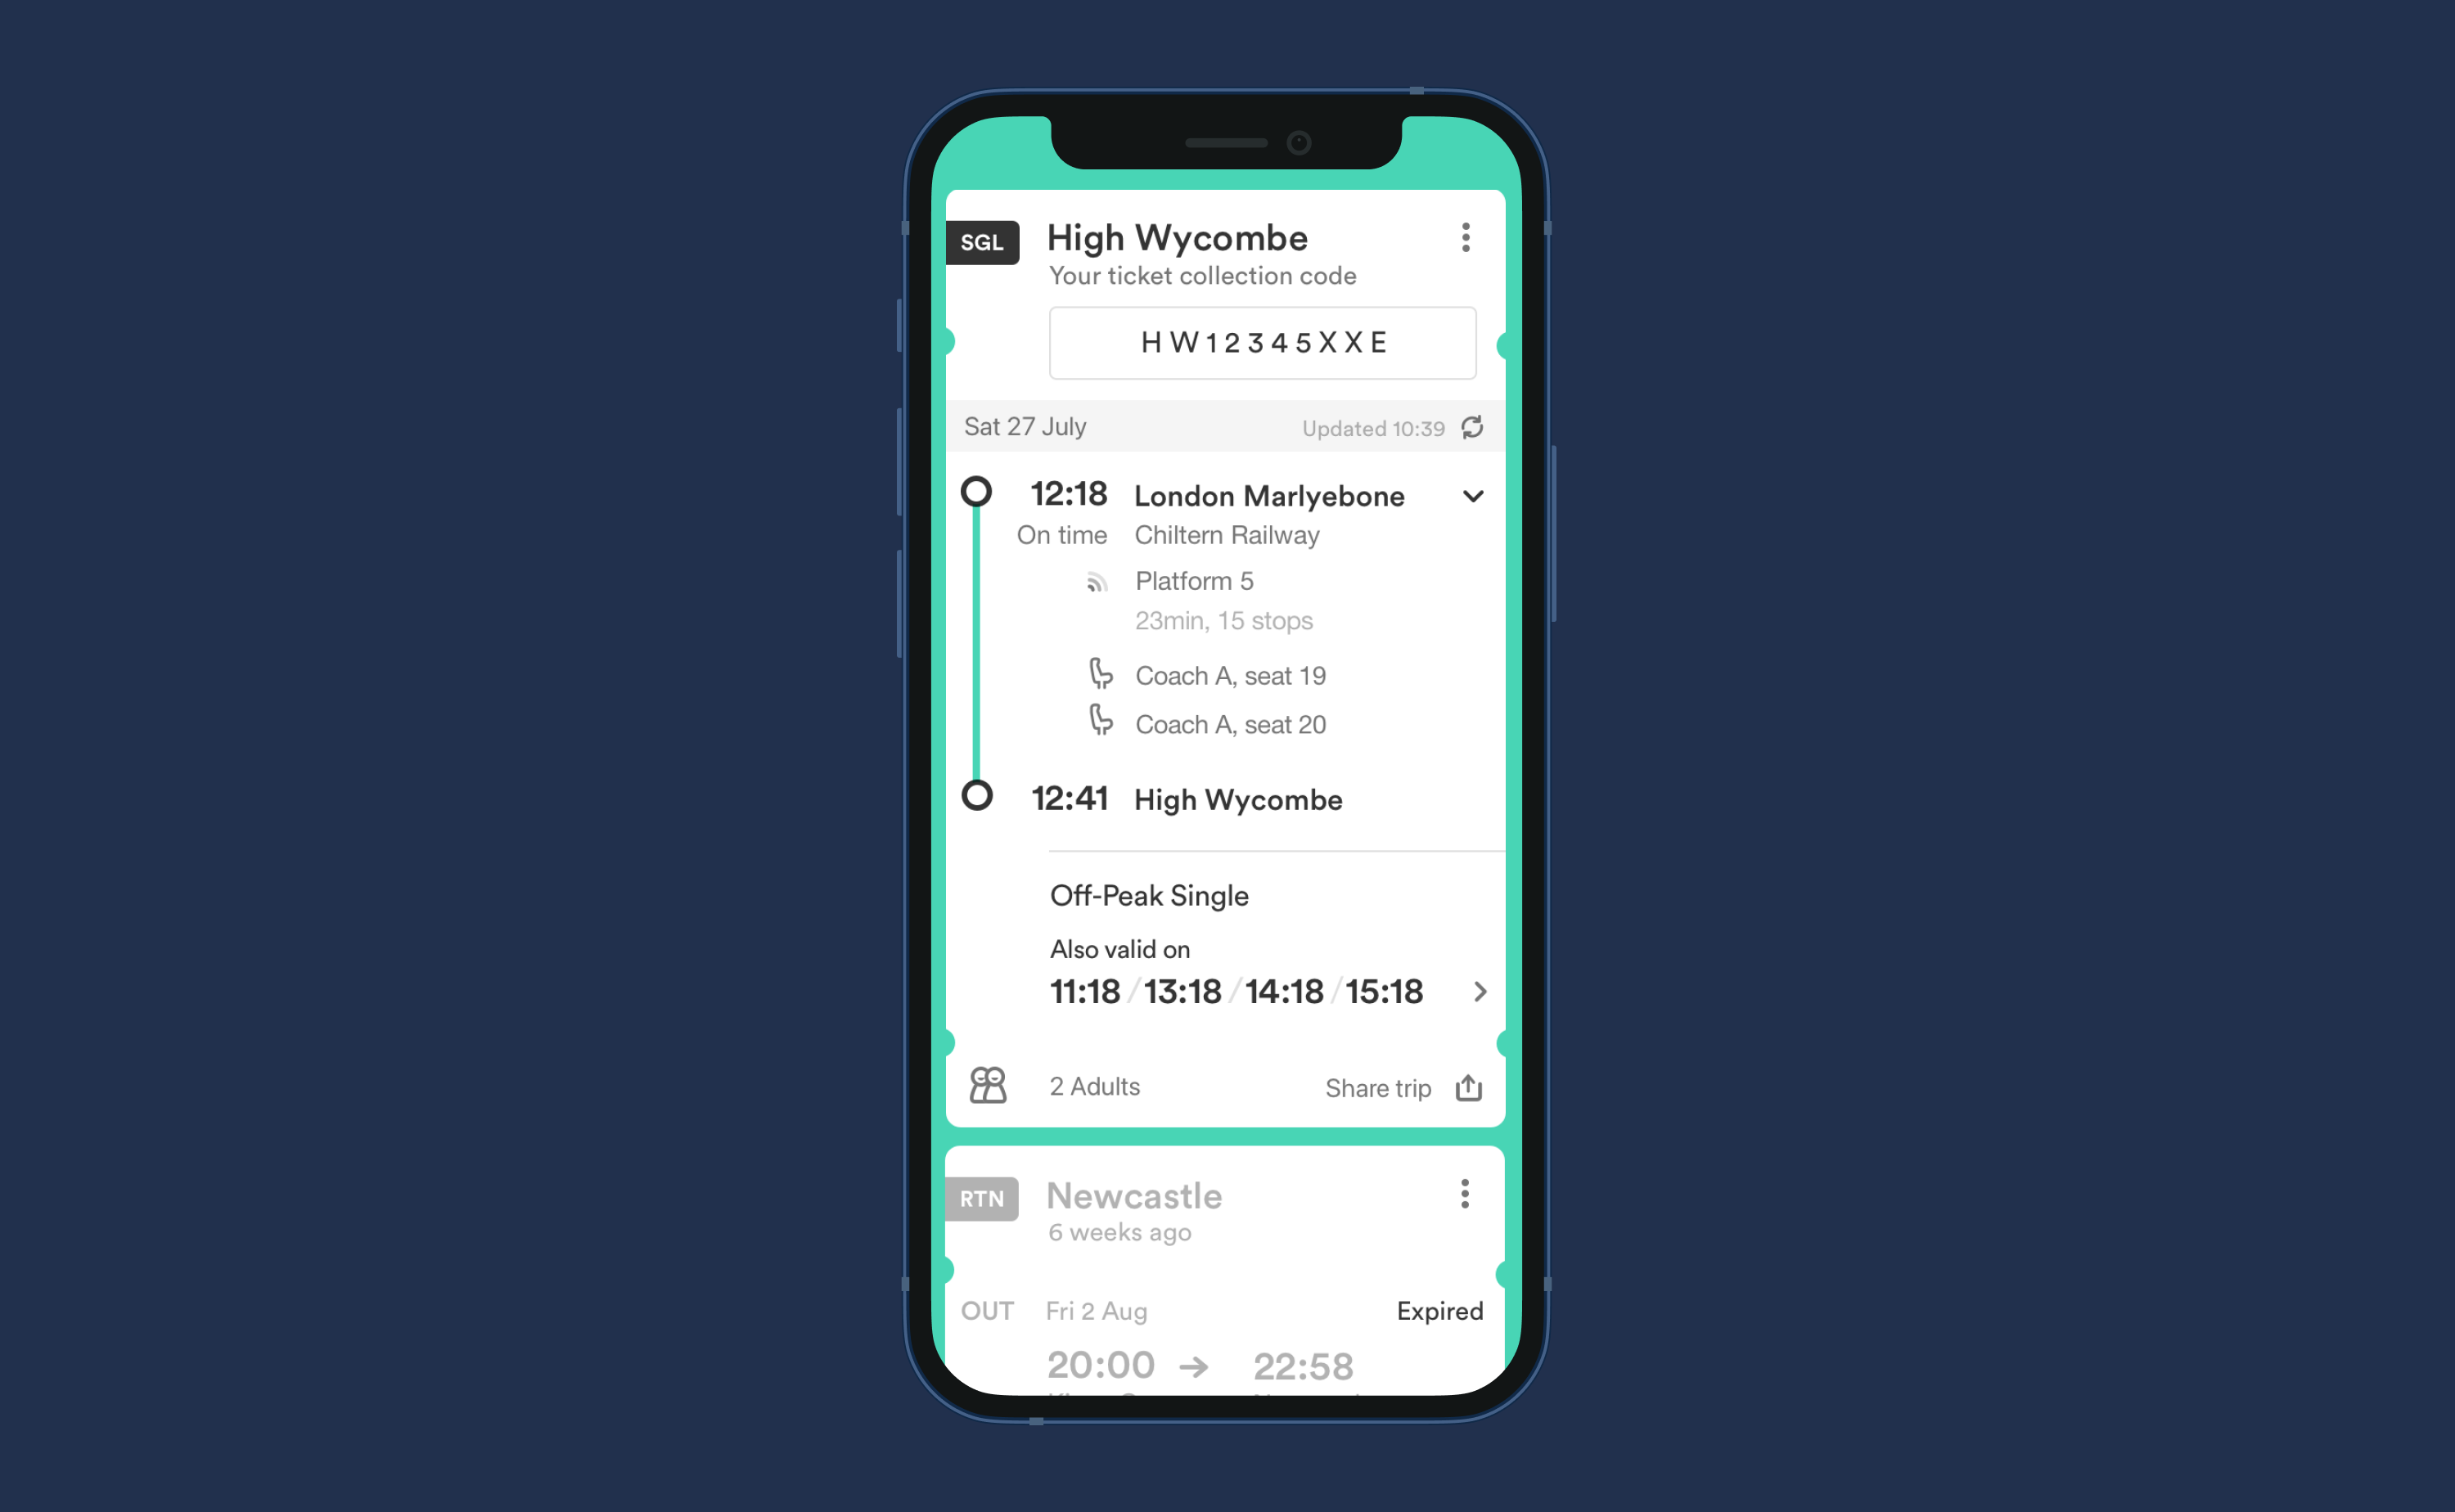 SGL
High Wycombe
Your ticket collection code
HW12345XXE
Sat 27 July
Updated 10:39
12:18 London Marlyebone
On time Chiltern Railway
Platform 5
23min, 15 stops
Coach A, seat 19
Coach A, seat 20
12:41 High Wycombe
Off-Peak Single
Also valid on
11:18 / 13:18 / 14:18 / 15:18
2 Adults
Share trip
RTN
Newcastle
6 weeks ago
OUT Fri 2 Aug Expired
20:00 → 22:58